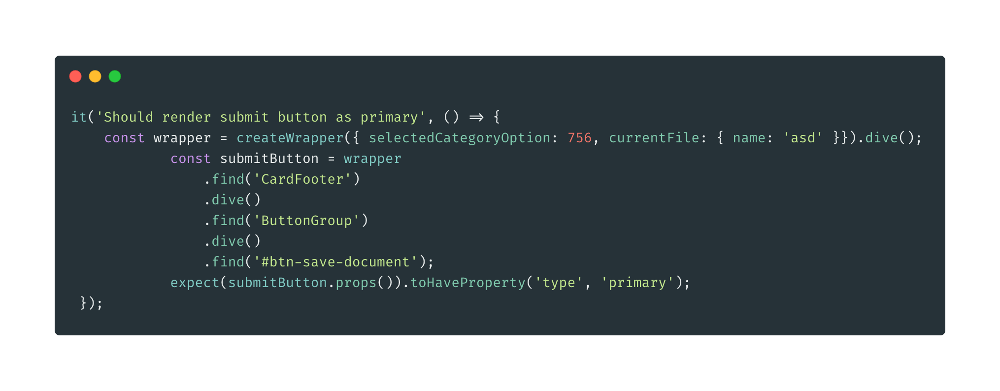 it('Should render submit button as primary', () => {
    const wrapper = createWrapper({ selectedCategoryOption: 756, currentFile: { name: 'asd' }}).dive();
            const submitButton = wrapper
                .find('CardFooter')
                .dive()
                .find('ButtonGroup')
                .dive()
                .find('#btn-save-document');
            expect(submitButton.props()).toHaveProperty('type', 'primary');
 });